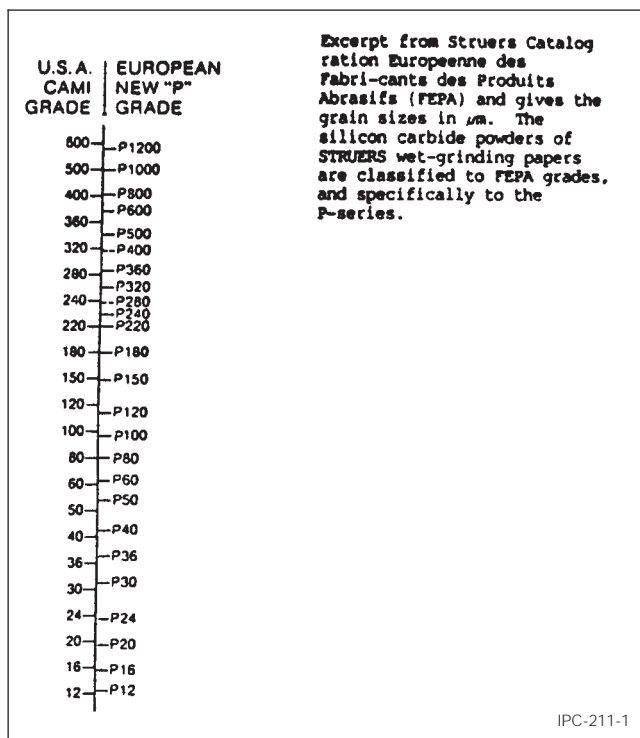 U.S.A. EUROPEAN
CAMI NEW "P"
GRADE GRADE
600 P1200
500 P1000
400 P800
P600
360
P500
320 P400
280 P360
P320
240 P280
P240
220 P220
180 P180
150 P150
120
P120
100 P100
80 P80
60 P60
P50
50
40 P40
36 P36
30 P30
24 P24
20 P20
16 P16
12 P12
Excerpt from Struers Catalog
ration Europeenne des
Fabri-cants des Produits
Abrasifs (FEPA) and gives the
grain sizes in µm. The
silicon carbide powders of
STRUERS wet-grinding papers
are classified to FEPA grades,
and specifically to the
P-series.
IPC-211-1